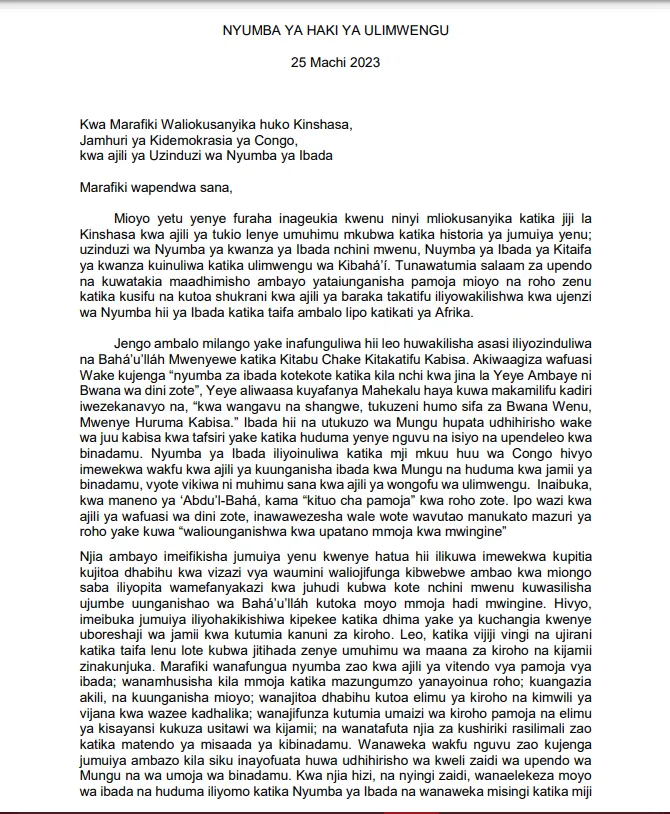 NYUMBA YA HAKI YA ULIMWENGU
25 Machi 2023
Kwa Marafiki Waliokusanyika huko Kinshasa,
Jamhuri ya Kidemokrasia ya Congo,
kwa ajili ya Uzinduzi wa Nyumba ya Ibada
Marafiki wapendwa sana,
Mioyo yetu yenye furaha inageukia kwenu ninyi mliokusanyika katika jiji la
Kinshasa kwa ajili ya tukio lenye umuhimu mkubwa katika historia ya jumuiya yenu;
uzinduzi wa Nyumba ya kwanza ya Ibada nchini mwenu, Nuymba ya Ibada ya Kitaifa
ya kwanza kuinuliwa katika ulimwengu wa Kibahá’í. Tunawatumia salaam za upendo
na kuwatakia maadhimisho ambayo yataiunganisha pamoja mioyo na roho zenu
katika kusifu na kutoa shukrani kwa ajili ya baraka takatifu iliyowakilishwa kwa ujenzi
wa Nyumba hii ya Ibada katika taifa ambalo lipo katikati ya Afrika.
Jengo ambalo milango yake inafunguliwa hii leo huwakilisha asasi iliyozinduliwa
na Bahá’u’lláh Mwenyewe katika Kitabu Chake Kitakatifu Kabisa. Akiwaagiza wafuasi
Wake kujenga “nyumba za ibada kotekote katika kila nchi kwa jina la Yeye Ambaye ni
Bwana wa dini zote”, Yeye aliwaasa kuyafanya Mahekalu haya kuwa makamilifu kadiri
iwezekanavyo na, “kwa wangavu na shangwe, tukuzeni humo sifa za Bwana Wenu,
Mwenye Huruma Kabisa.” Ibada hii na utukuzo wa Mungu hupata udhihirisho wake
wa juu kabisa kwa tafsiri yake katika huduma yenye nguvu na isiyo na upendeleo kwa
binadamu. Nyumba ya Ibada iliyoinuliwa katika mji mkuu huu wa Congo hivyo
imewekwa wakfu kwa ajili ya kuunganisha ibada kwa Mungu na huduma kwa jamii ya
binadamu, vyote vikiwa ni muhimu sana kwa ajili ya wongofu wa ulimwengu. Inaibuka,
kwa maneno ya ‘Abdu’l-Bahá, kama “kituo cha pamoja” kwa roho zote. Ipo wazi kwa
ajili ya wafuasi wa dini zote, inawawezesha wale wote wavutao manukato mazuri ya
roho yake kuwa “waliounganishwa kwa upatano mmoja kwa mwingine”
Njia ambayo imeifikisha jumuiya yenu kwenye hatua hii ilikuwa imewekwa kupitia
kujitoa dhabihu kwa vizazi vya waumini waliojifunga kibwebwe ambao kwa miongo
saba iliyopita wamefanyakazi kwa juhudi kubwa kote nchini mwenu kuwasilisha
ujumbe uunganishao wa Bahá’u’lláh kutoka moyo mmoja hadi mwingine. Hivyo,
imeibuka jumuiya iliyohakikishiwa kipekee katika dhima yake ya kuchangia kwenye
uboreshaji wa jamii kwa kutumia kanuni za kiroho. Leo, katika vijiji vingi na ujirani
katika taifa lenu lote kubwa jitihada zenye umuhimu wa maana za kiroho na kijamii
zinakunjuka. Marafiki wanafungua nyumba zao kwa ajili ya vitendo vya pamoja vya
ibada; wanamhusisha kila mmoja katika mazungumzo yanayoinua roho; kuangazia
akili, na kuunganisha mioyo; wanajitoa dhabihu kutoa elimu ya kiroho na kimwili ya
vijana kwa wazee kadhalika; wanajifunza kutumia umaizi wa kiroho pamoja na elimu
ya kisayansi kukuza usitawi wa kijamii; na wanatafuta njia za kushiriki rasilimali zao
katika matendo ya misaada ya kibinadamu. Wanaweka wakfu nguvu zao kujenga
jumuiya ambazo kila siku inayofuata huwa udhihirisho wa kweli zaidi wa upendo wa
Mungu na wa umoja wa binadamu. Kwa njia hizi, na nyingi zaidi, wanaelekeza moyo
wa ibada na huduma iliyomo katika Nyumba ya Ibada na wanaweka misingi katika miji